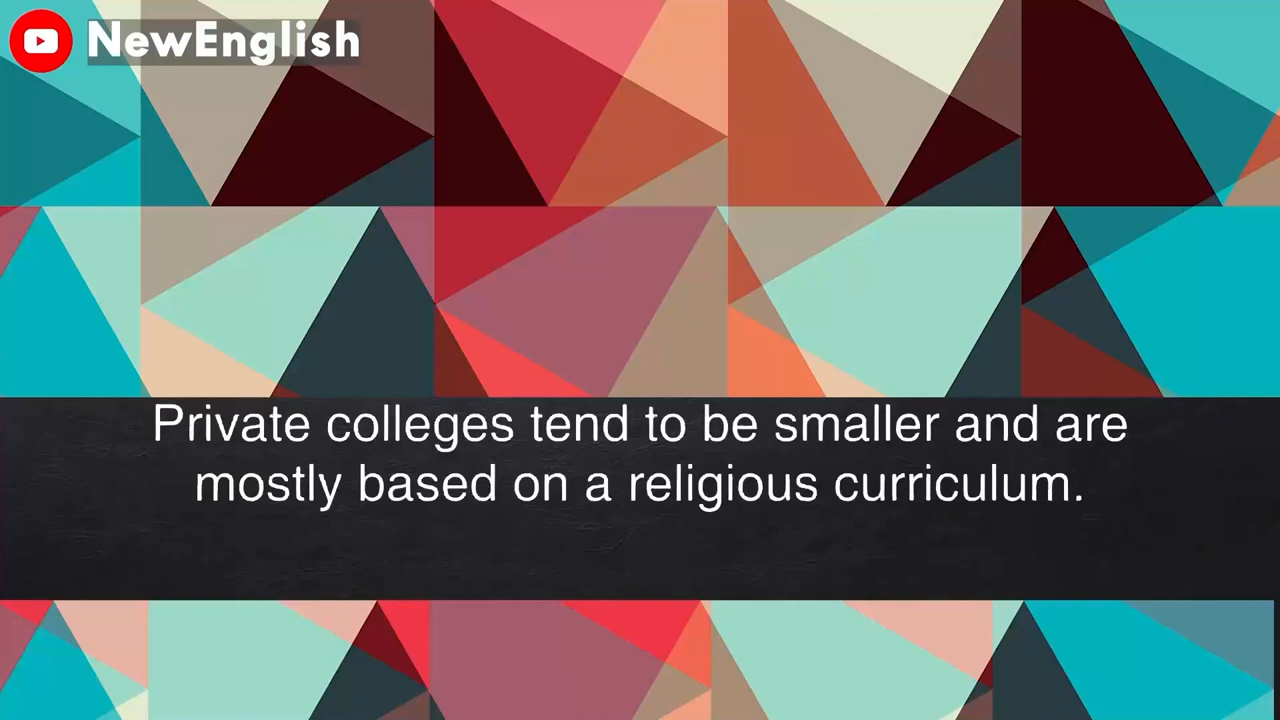 NewEnglish
Private colleges tend to be smaller and are
mostly based on a religious curriculum.